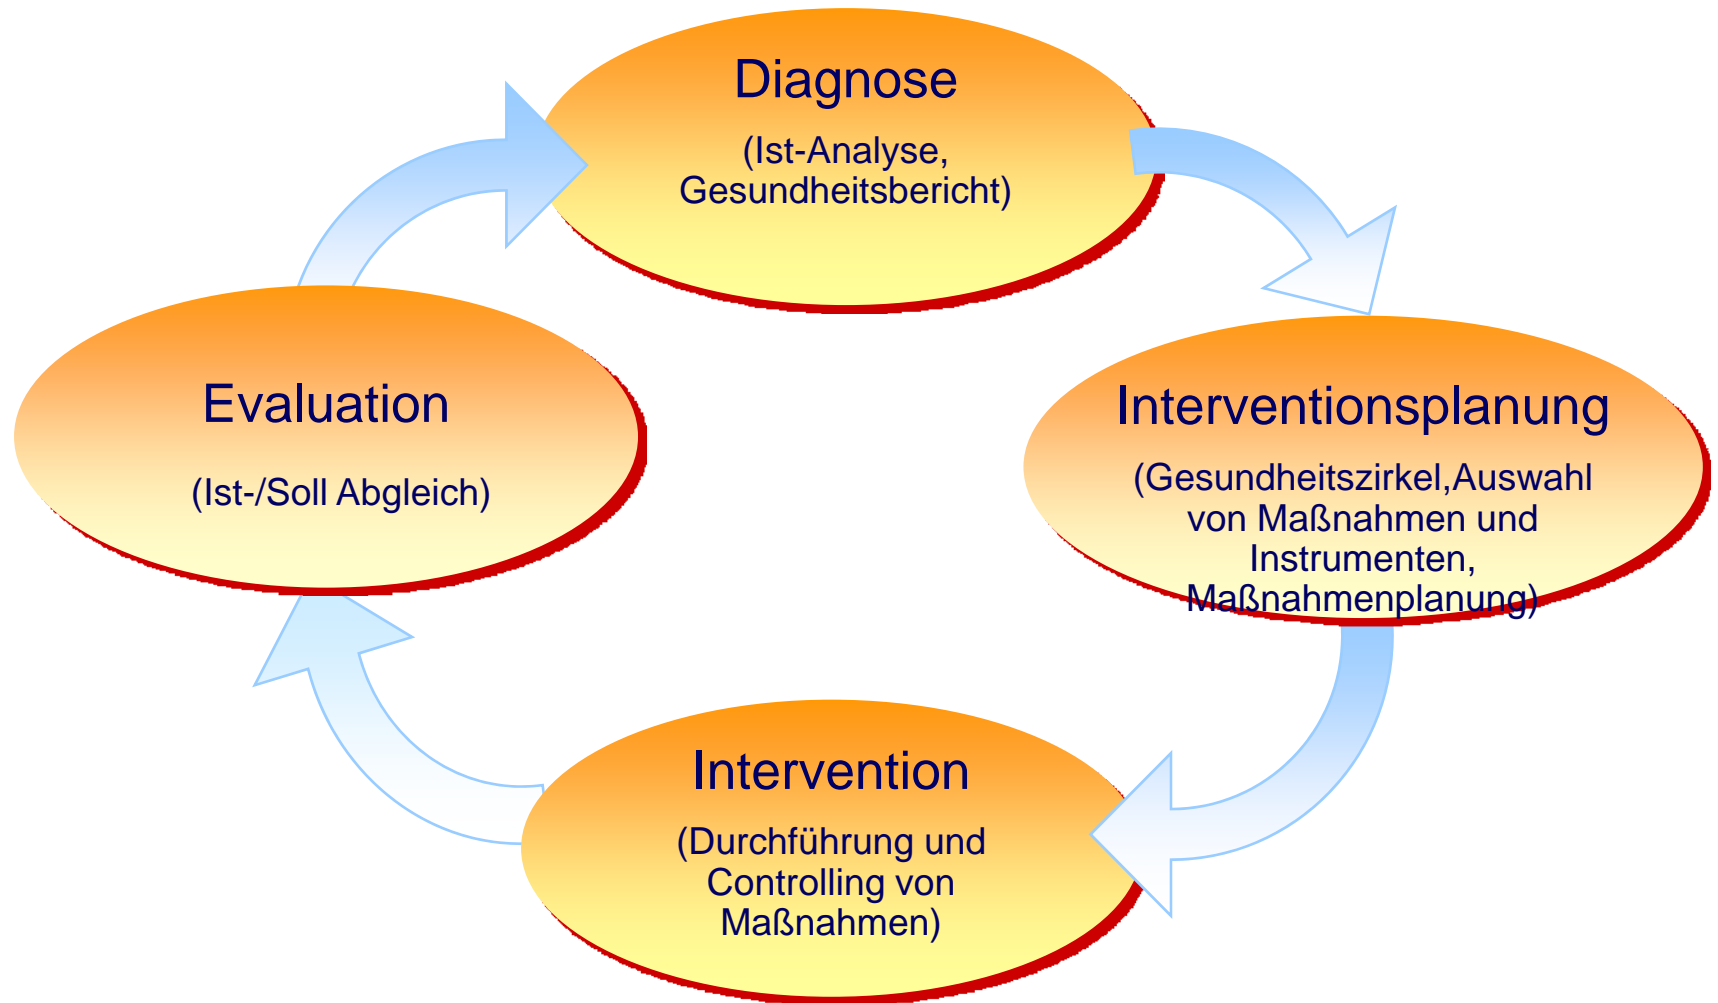 Diagnose
(Ist-Analyse,
Gesundheitsbericht)
Interventionsplanung
(Gesundheitszirkel,Auswahl
von Maßnahmen und
Instrumenten,
Maßnahmenplanung)
Intervention
(Durchführung und
Controlling von
Maßnahmen)
Evaluation
(Ist-/Soll Abgleich)